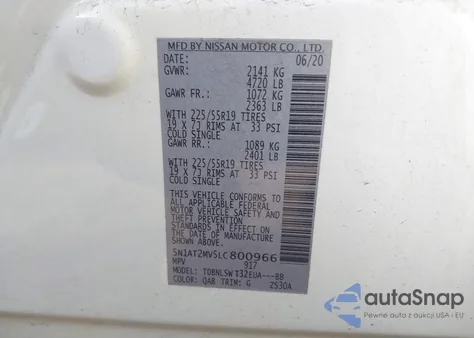 MFD BY NISSAN MOTOR CO., LTD.
DATE: 06/20
GVWR: 2141 KG
4720 LB
GAWR FR.: 1072 KG
2363 LB
WITH 225/55R19 TIRES
19 X 7J RIMS AT 33 PSI
COLD SINGLE
GAWR RR.: 1089 KG
2401 LB
WITH 225/55R19 TIRES
19 X 7J RIMS AT 33 PSI
COLD SINGLE
THIS VEHICLE CONFORMS TO
ALL APPLICABLE FEDERAL
MOTOR VEHICLE SAFETY
AND THEFT PREVENTION
STANDARDS IN EFFECT ON
THE DATE OF MANUFACTURE
SHOWN ABOVE.
5N1AT2MV5LC800966
MPV 917
MODEL: TOBNLSWT32EUA---BB
COLOR: QAB TRIM: G ZS30A
autaSnap
Pewne auto z aukcji w USA